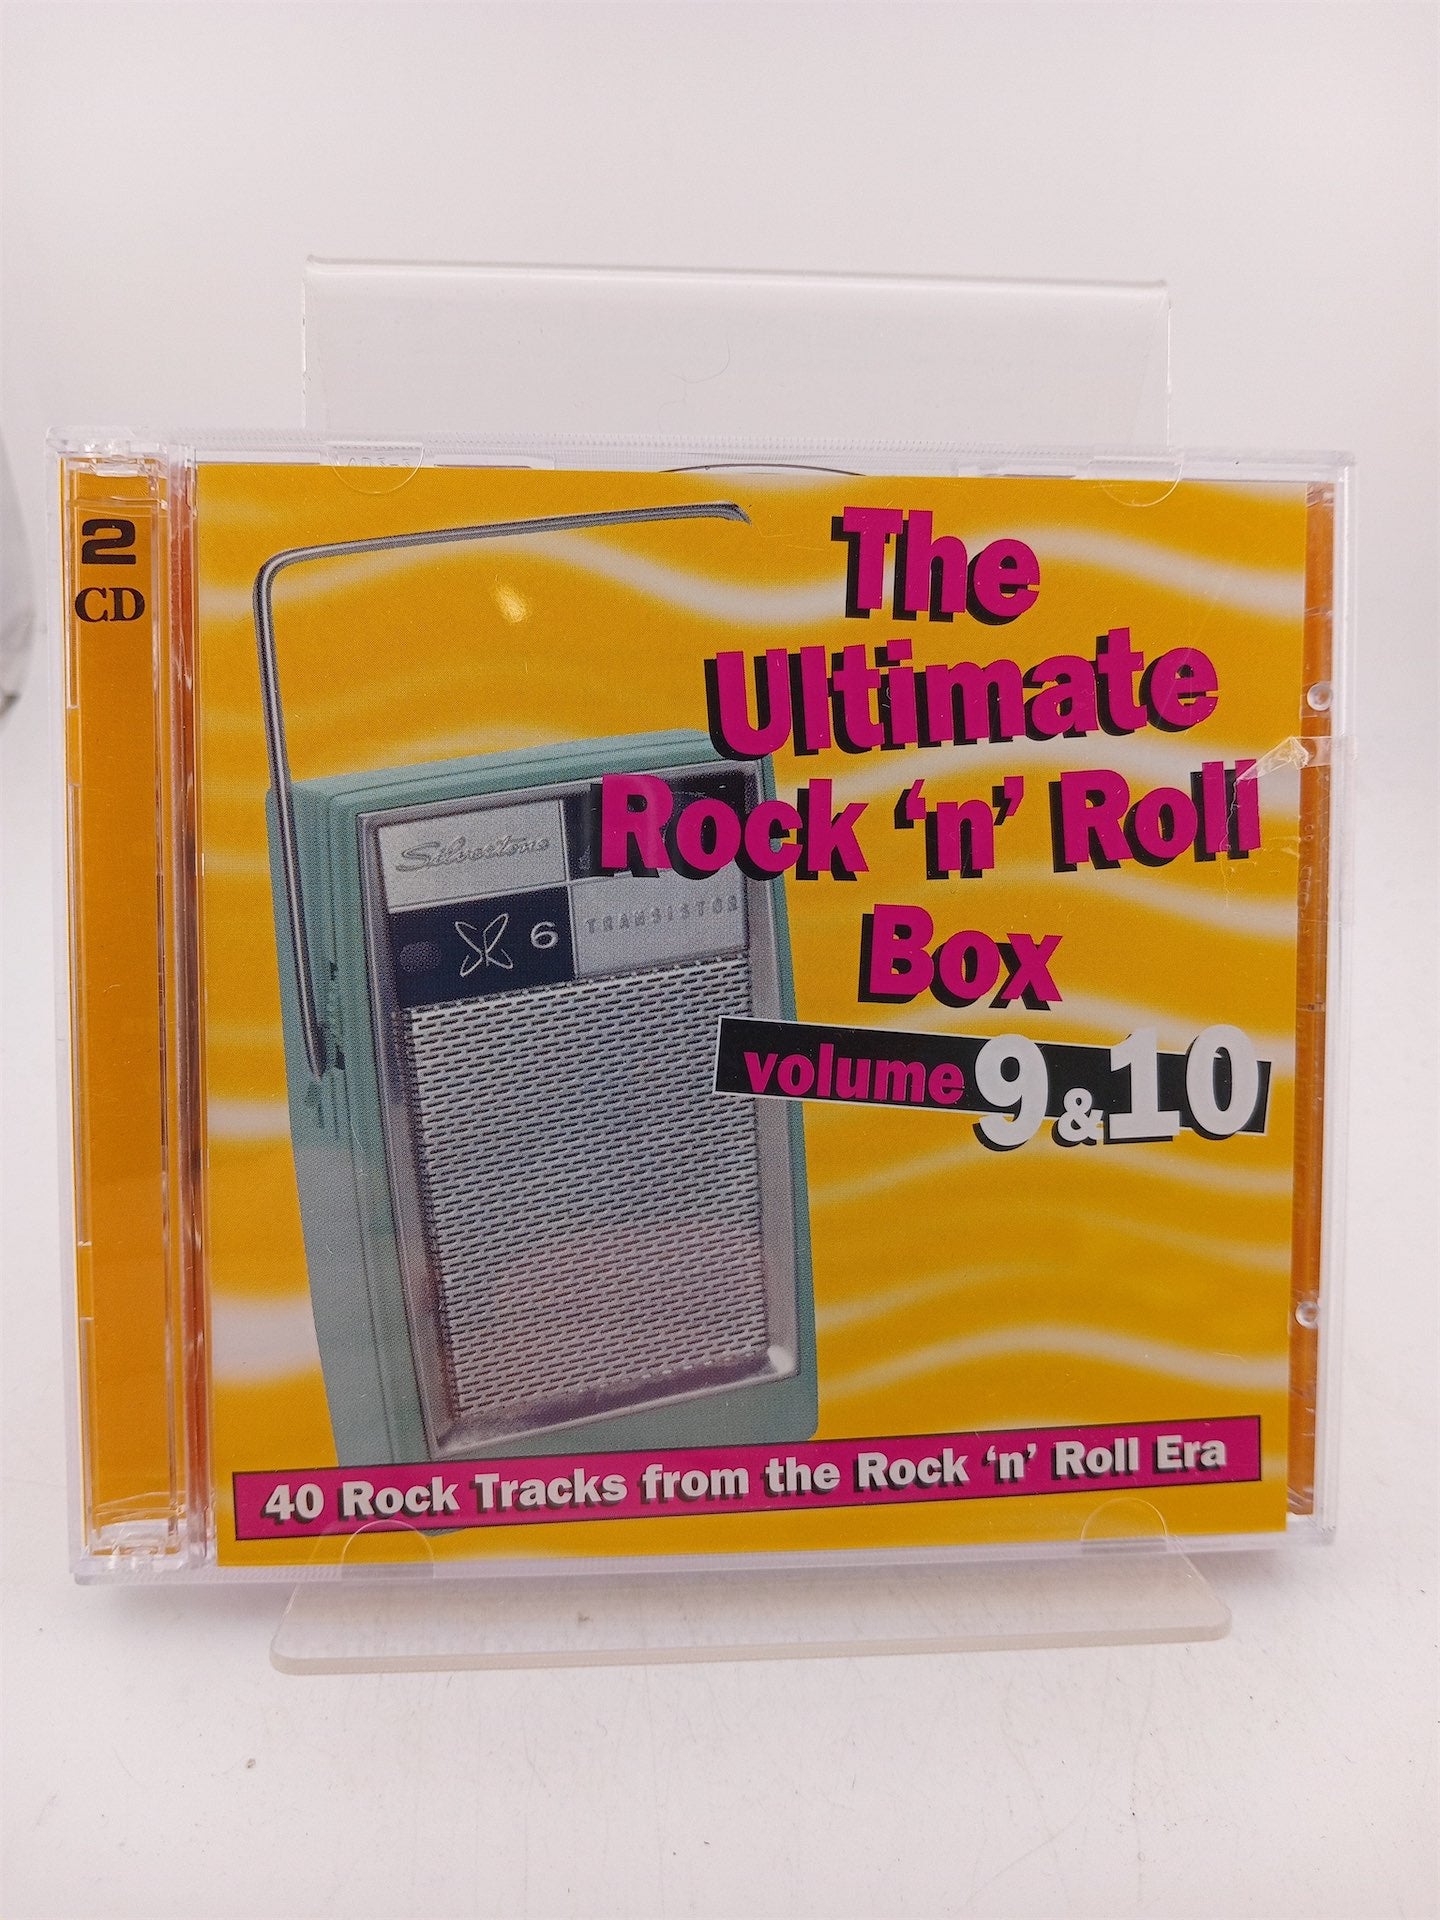 2
CD
The
Ultimate
Rock ‘n’ Roll
Box
volume 9 & 10
Silvertone
6
TRANSISTOR
40 Rock Tracks from the Rock ‘n’ Roll Era